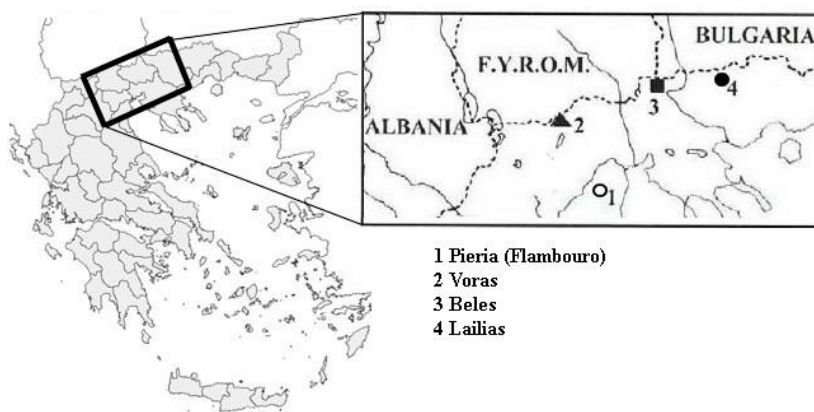 BULGARIA
F.Y.R.O.M.
ALBANIA
3
4
2
1
1 Pieria (Flambouro)
2 Voras
3 Beles
4 Lailias